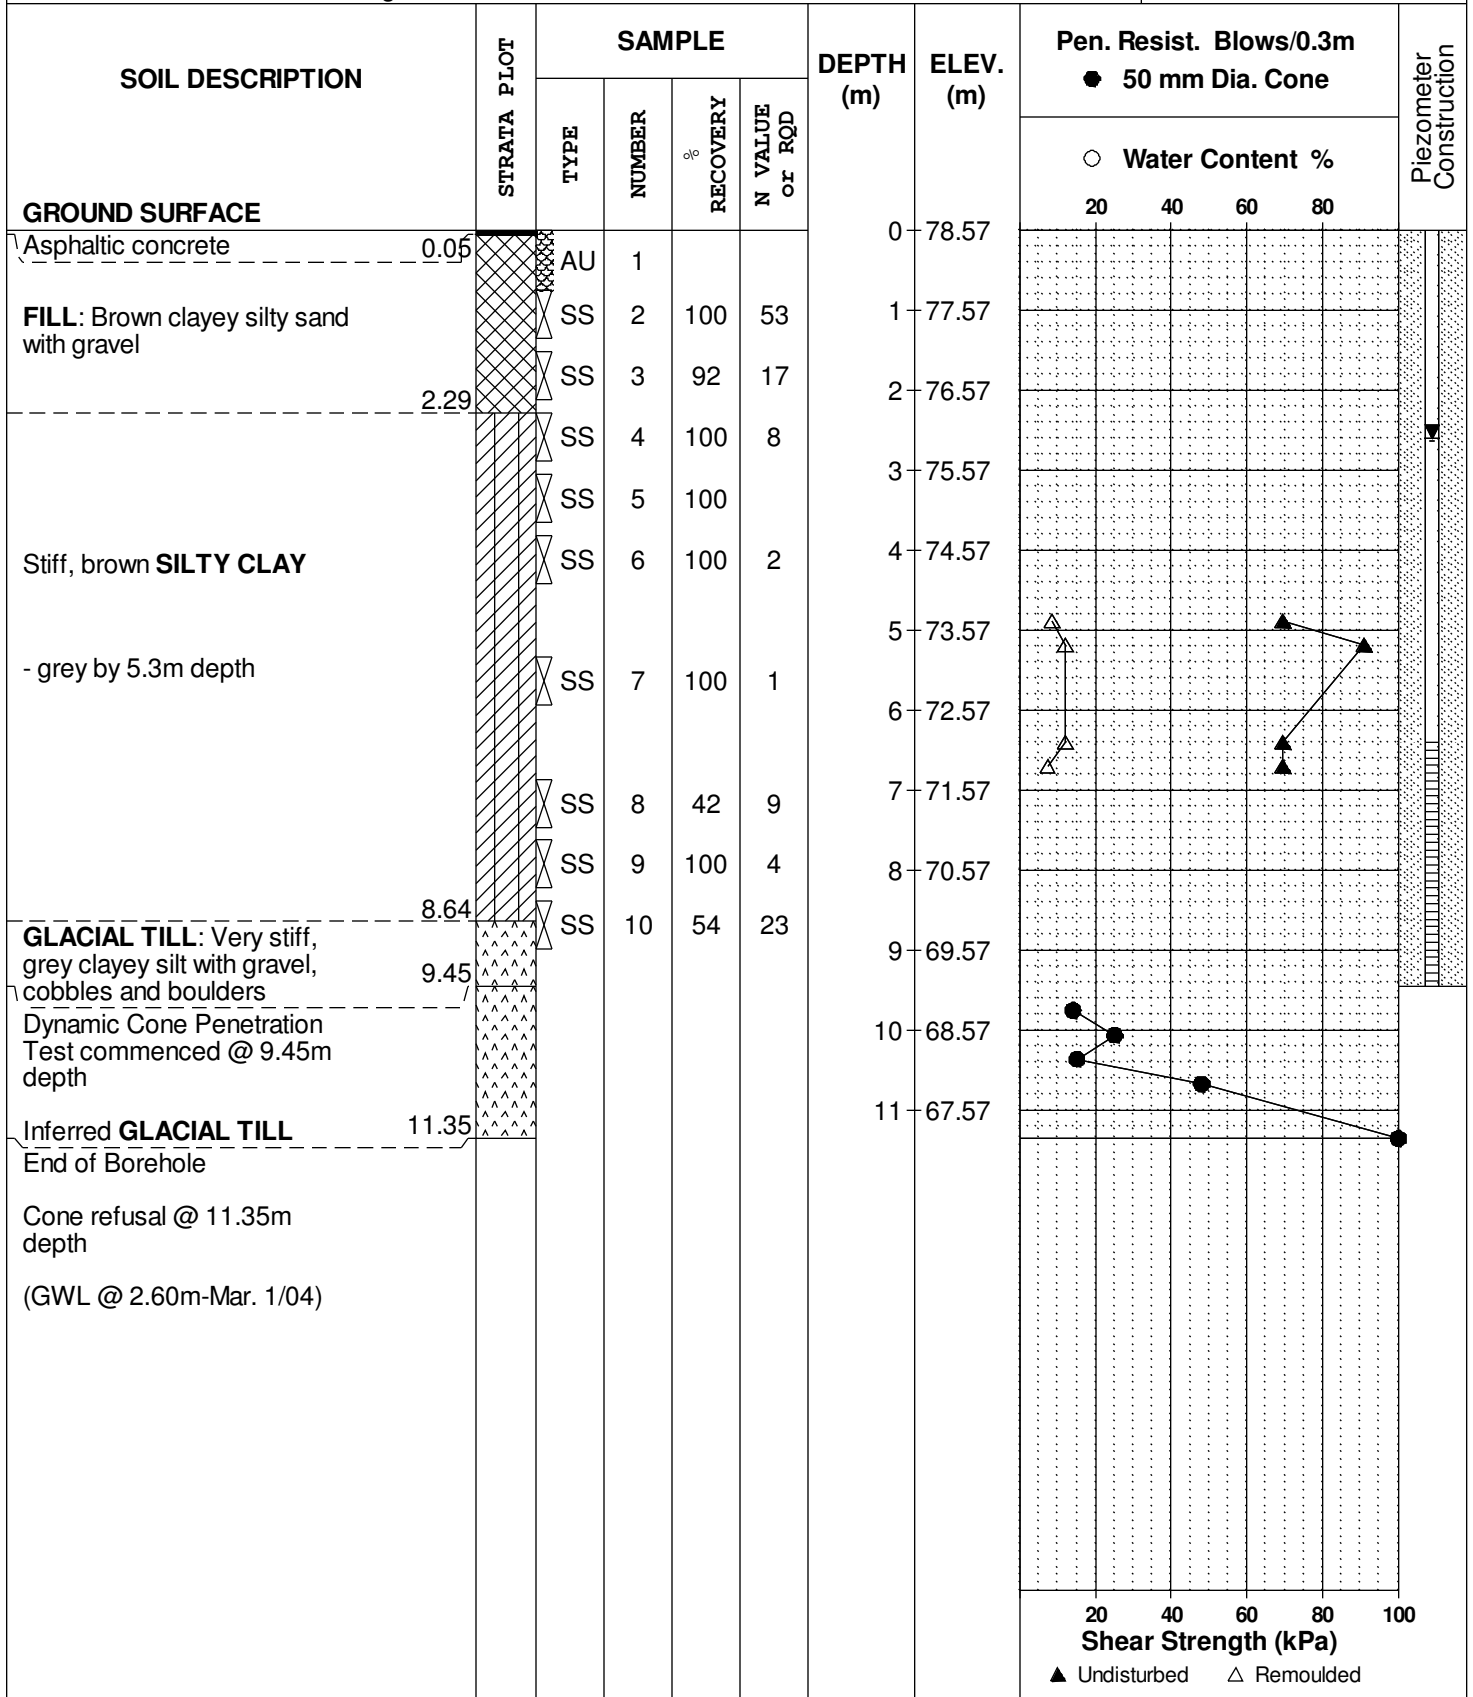 SOIL DESCRIPTION
GROUND SURFACE
STRATA PLOT
SAMPLE
TYPE
NUMBER
% RECOVERY
N VALUE or RQD
DEPTH (m)
ELEV. (m)
Pen. Resist. Blows/0.3m
● 50 mm Dia. Cone
○ Water Content %
20 40 60 80
Piezometer Construction
Asphaltic concrete 0.05
FILL: Brown clayey silty sand
with gravel
2.29
Stiff, brown SILTY CLAY
- grey by 5.3m depth
8.64
GLACIAL TILL: Very stiff,
grey clayey silt with gravel,
9.45
cobbles and boulders
Dynamic Cone Penetration
Test commenced @ 9.45m
depth
Inferred GLACIAL TILL 11.35
End of Borehole
Cone refusal @ 11.35m
depth
(GWL @ 2.60m-Mar. 1/04)
AU 1
SS 2 100 53
SS 3 92 17
SS 4 100 8
SS 5 100
SS 6 100 2
SS 7 100 1
SS 8 42 9
SS 9 100 4
SS 10 54 23
0 78.57
1 77.57
2 76.57
3 75.57
4 74.57
5 73.57
6 72.57
7 71.57
8 70.57
9 69.57
10 68.57
11 67.57
20 40 60 80 100
Shear Strength (kPa)
▲ Undisturbed △ Remoulded